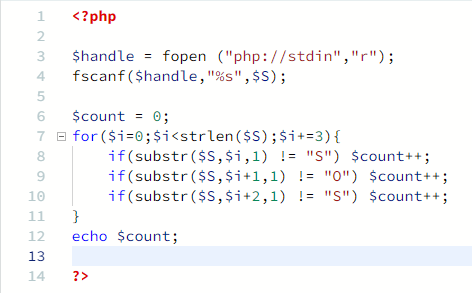 1 <?php
2
3 $handle = fopen ("php://stdin","r");
4 fscanf($handle,"%s",$S);
5
6 $count = 0;
7 for($i=0;$i<strlen($S);$i+=3){
8 if(substr($S,$i,1) != "S") $count++;
9 if(substr($S,$i+1,1) != "O") $count++;
10 if(substr($S,$i+2,1) != "S") $count++;
11 }
12 echo $count;
13
14 ?>